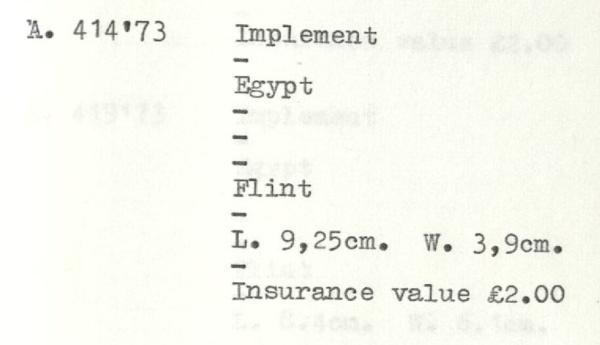 A. 414'73 Implement
-
Egypt
-
-
-
Flint
-
L. 9,25cm. W. 3,9cm.
-
Insurance value £2.00